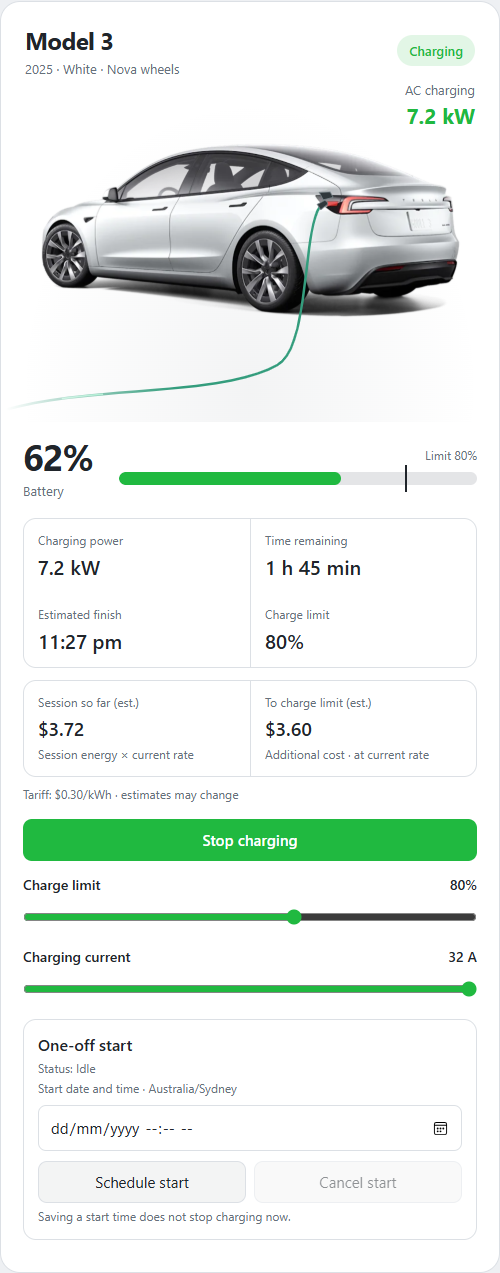 Model 3
2025 · White · Nova wheels
Charging
AC charging
7.2 kW
62%
Battery
Limit 80%
Charging power
7.2 kW
Time remaining
1 h 45 min
Estimated finish
11:27 pm
Charge limit
80%
Session so far (est.)
$3.72
Session energy × current rate
To charge limit (est.)
$3.60
Additional cost · at current rate
Tariff: $0.30/kWh · estimates may change
Stop charging
Charge limit
80%
Charging current
32 A
One-off start
Status: Idle
Start date and time · Australia/Sydney
dd/mm/yyyy --:-- --
Schedule start
Cancel start
Saving a start time does not stop charging now.